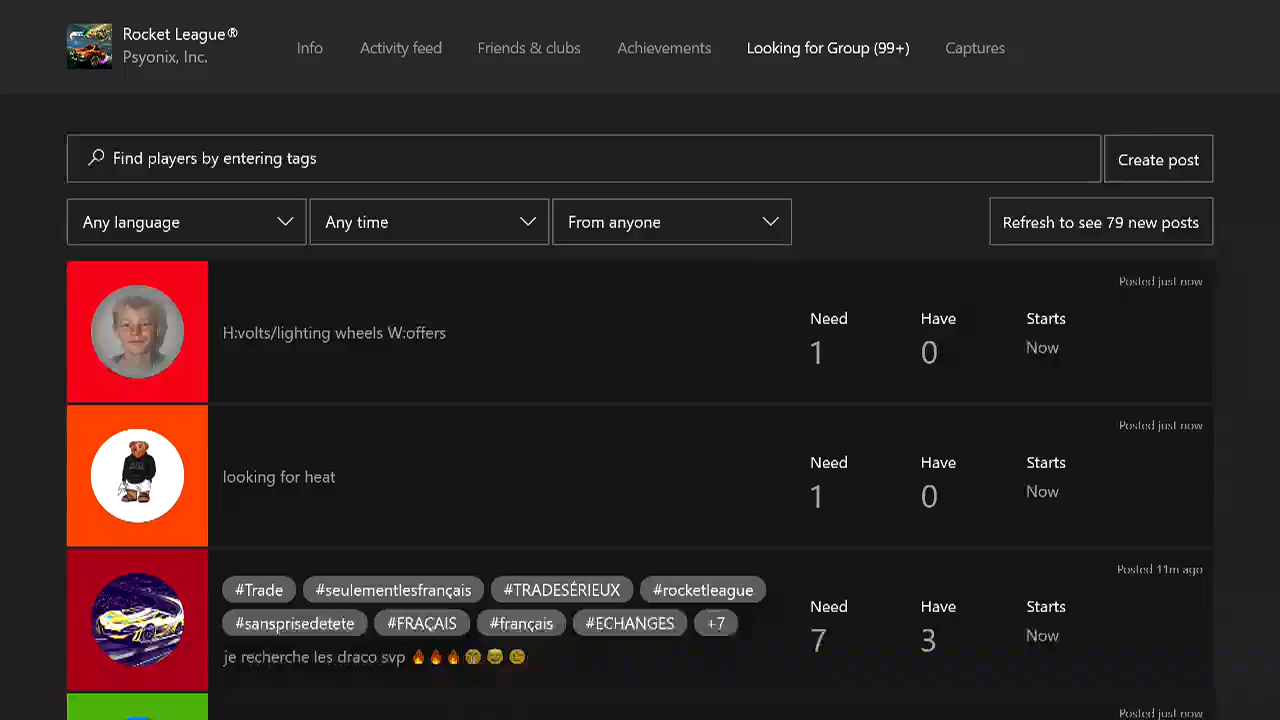 Rocket League®
Psyonix, Inc.
Info Activity feed Friends & clubs Achievements Looking for Group (99+) Captures
Find players by entering tags
Create post
Any language Any time From anyone Refresh to see 79 new posts
Posted just now
H:volts/lighting wheels W:offers
Need Have Starts
1 0 Now
Posted just now
looking for heat
Need Have Starts
1 0 Now
Posted 11m ago
#Trade #seulementlesfrançais #TRADESÉRIEUX #rocketleague
#sansprisedetete #FRAÇAIS #français #ECHANGES +7
je recherche les draco svp
Need Have Starts
7 3 Now
Posted just now